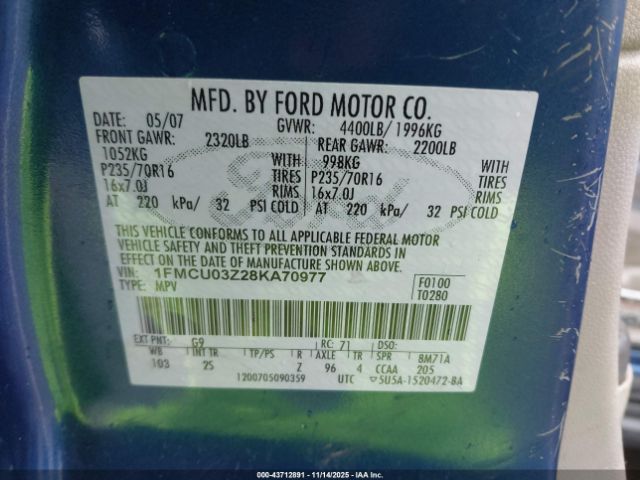 MFD. BY FORD MOTOR CO.
DATE: 05/07 GVWR: 4400LB/ 1996KG
FRONT GAWR: 2320LB REAR GAWR: 2200LB
1052KG WITH 998KG WITH
P235/70R16 TIRES P235/70R16 TIRES
16x7.0J RIMS 16x7.0J RIMS
AT 220 kPa/ 32 PSI COLD AT 220 kPa/ 32 PSI COLD
THIS VEHICLE CONFORMS TO ALL APPLICABLE FEDERAL MOTOR
VEHICLE SAFETY AND THEFT PREVENTION STANDARDS IN
EFFECT ON THE DATE OF MANUFACTURE SHOWN ABOVE.
VIN: 1FMCU03Z28KA70977 F0100
TYPE: MPV T0280
EXT PNT: G9 RC: 71 DSO:
WB INT TR TP/PS R AXLE TR SPR 8M71A
103 2S Z 96 4 CCAA 205
1200705090359 UTC ▽5U5A-1520472-BA
000-43712891 - 11/14/2025 - IAAI, Inc.